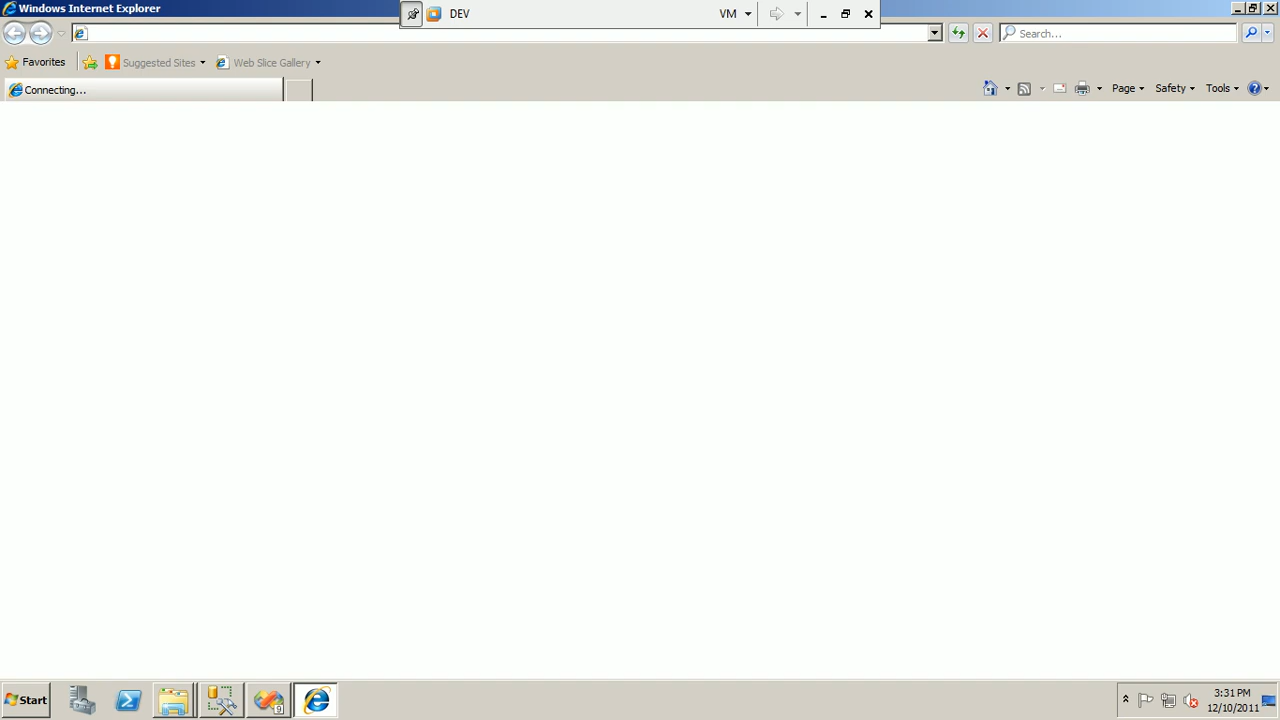 Windows Internet Explorer
DEV
VM
Search...
Favorites
Suggested Sites
Web Slice Gallery
Connecting...
Page
Safety
Tools
Start
9
3:31 PM
12/10/2011